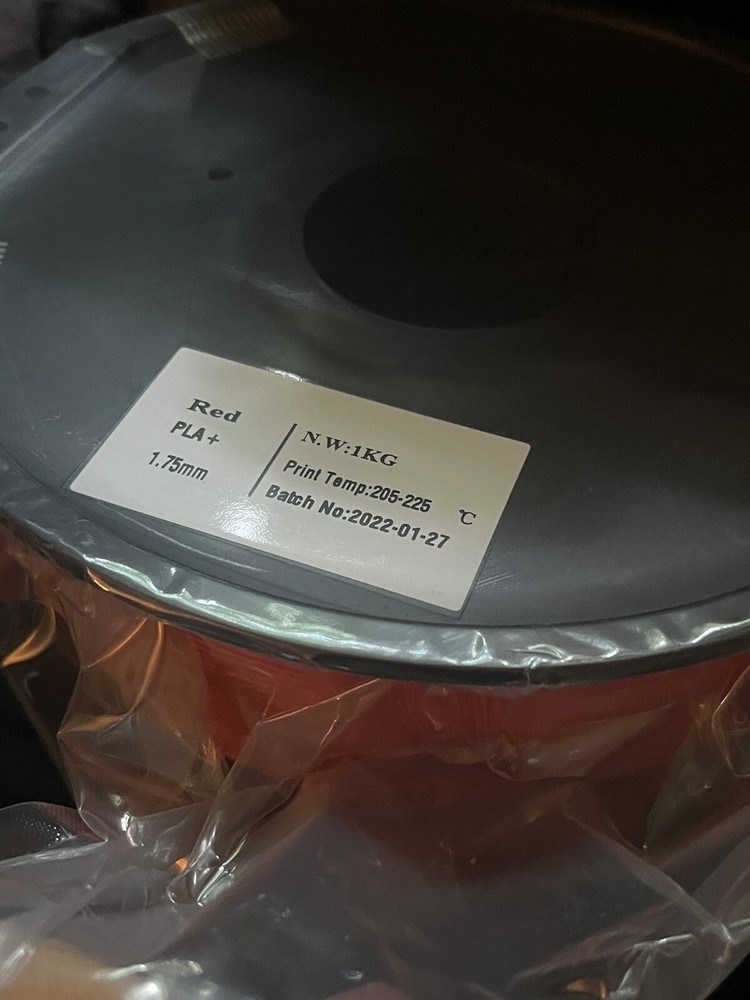 Red
PLA+
1.75mm
N.W:1KG
Print Temp:205-225 ℃
Batch No:2022-01-27